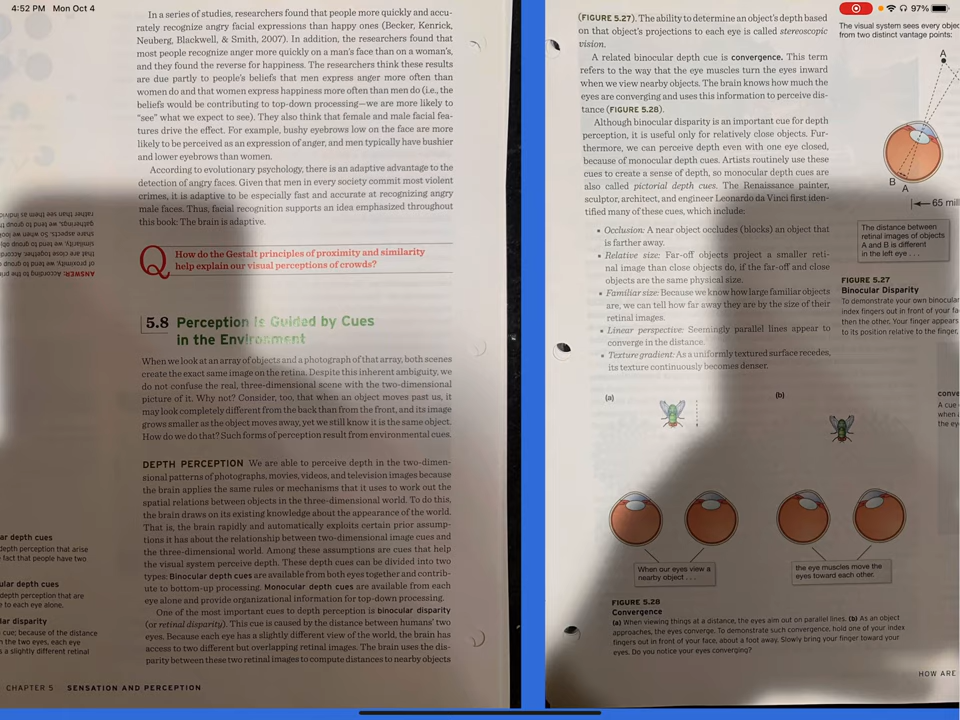 4:52 PM Mon Oct 4
97%
In a series of studies, researchers found that people more quickly and accu-
rately recognize angry facial expressions than happy ones (Becker, Kenrick,
Neuberg, Blackwell, & Smith, 2007). In addition, the researchers found that
most people recognize anger more quickly on a man's face than on a woman's,
and they found the reverse for happiness. The researchers think these results
are due partly to people's beliefs that men express anger more often than
women do and that women express happiness more often than men do (i.e., the
beliefs would be contributing to top-down processing—we are more likely to
"see" what we expect to see). They also think that female and male facial fea-
tures drive the effect. For example, bushy eyebrows low on the face are more
likely to be perceived as an expression of anger, and men typically have bushier
and lower eyebrows than women.
According to evolutionary psychology, there is an adaptive advantage to the
detection of angry faces. Given that men in every society commit most violent
crimes, it is adaptive to be especially fast and accurate at recognizing angry
male faces. Thus, facial recognition supports an idea emphasized throughout
this book: The brain is adaptive.
Q How do the Gestalt principles of proximity and similarity
help explain our visual perceptions of crowds?
ANSWER: According to the
5.8 Perception Is Guided by Cues
in the Environment
When we look at an array of objects and a photograph of that array, both scenes
create the exact same image on the retina. Despite this inherent ambiguity, we
do not confuse the real, three-dimensional scene with the two-dimensional
picture of it. Why not? Consider, too, that when an object moves past us, it
may look completely different from the back than from the front, and its image
grows smaller as the object moves away, yet we still know it is the same object.
How do we do that? Such forms of perception result from environmental cues.
DEPTH PERCEPTION We are able to perceive depth in the two-dimen-
sional patterns of photographs, movies, videos, and television images because
the brain applies the same rules or mechanisms that it uses to work out the
spatial relations between objects in the three-dimensional world. To do this,
the brain draws on its existing knowledge about the appearance of the world.
That is, the brain rapidly and automatically exploits certain prior assump-
tions it has about the relationship between two-dimensional image cues and
the three-dimensional world. Among these assumptions are cues that help
the visual system perceive depth. These depth cues can be divided into two
types: Binocular depth cues are available from both eyes together and contrib-
ute to bottom-up processing. Monocular depth cues are available from each
eye alone and provide organizational information for top-down processing.
One of the most important cues to depth perception is binocular disparity
(or retinal disparity). This cue is caused by the distance between humans' two
eyes. Because each eye has a slightly different view of the world, the brain has
access to two different but overlapping retinal images. The brain uses the dis-
parity between these two retinal images to compute distances to nearby objects
ar depth cues
depth perception that arise
fact that people have two
ular depth cues
depth perception that are
e to each eye alone.
lar disparity
cue; because of the distance
n the two eyes, each eye
s a slightly different retinal
CHAPTER 5 SENSATION AND PERCEPTION
(FIGURE 5.27). The ability to determine an object's depth based
on that object's projections to each eye is called stereoscopic
vision.
A related binocular depth cue is convergence. This term
refers to the way that the eye muscles turn the eyes inward
when we view nearby objects. The brain knows how much the
eyes are converging and uses this information to perceive dis-
tance (FIGURE 5.28).
Although binocular disparity is an important cue for depth
perception, it is useful only for relatively close objects. Fur-
thermore, we can perceive depth even with one eye closed,
because of monocular depth cues. Artists routinely use these
cues to create a sense of depth, so monocular depth cues are
also called pictorial depth cues. The Renaissance painter,
sculptor, architect, and engineer Leonardo da Vinci first iden-
tified many of these cues, which include:
• Occlusion: A near object occludes (blocks) an object that
is farther away.
• Relative size: Far-off objects project a smaller reti-
nal image than close objects do, if the far-off and close
objects are the same physical size.
• Familiar size: Because we know how large familiar objects
are, we can tell how far away they are by the size of their
retinal images.
• Linear perspective: Seemingly parallel lines appear to
converge in the distance.
• Texture gradient: As a uniformly textured surface recedes,
its texture continuously becomes denser.
The visual system sees every objec
from two distinct vantage points:
A
B
A
65 mill
The distance between
retinal images of objects
A and B is different
in the left eye . . .
FIGURE 5.27
Binocular Disparity
To demonstrate your own binocular
index fingers out in front of your fa
then the other. Your finger appears
to its position relative to the finger.
(a)
(b)
conve
A cue
when
the ey
When our eyes view a
nearby object . . .
the eye muscles move the
eyes toward each other.
FIGURE 5.28
Convergence
(a) When viewing things at a distance, the eyes aim out on parallel lines. (b) As an object
approaches, the eyes converge. To demonstrate such convergence, hold one of your index
fingers out in front of your face, about a foot away. Slowly bring your finger toward your
eyes. Do you notice your eyes converging?
HOW ARE